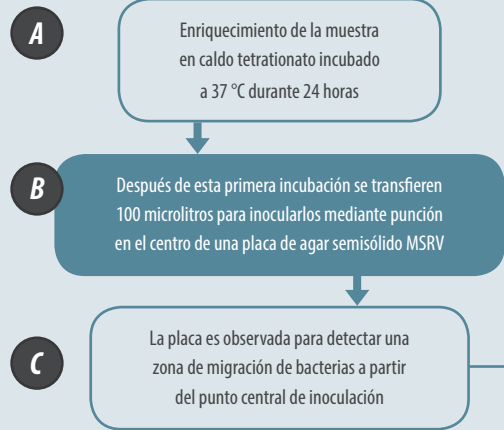 A
Enriquecimiento de la muestra
en caldo tetrationato incubado
a 37 °C durante 24 horas
B
Después de esta primera incubación se transfieren
100 microlitros para inocularlos mediante punción
en el centro de una placa de agar semisólido MSRV
C
La placa es observada para detectar una
zona de migración de bacterias a partir
del punto central de inoculación